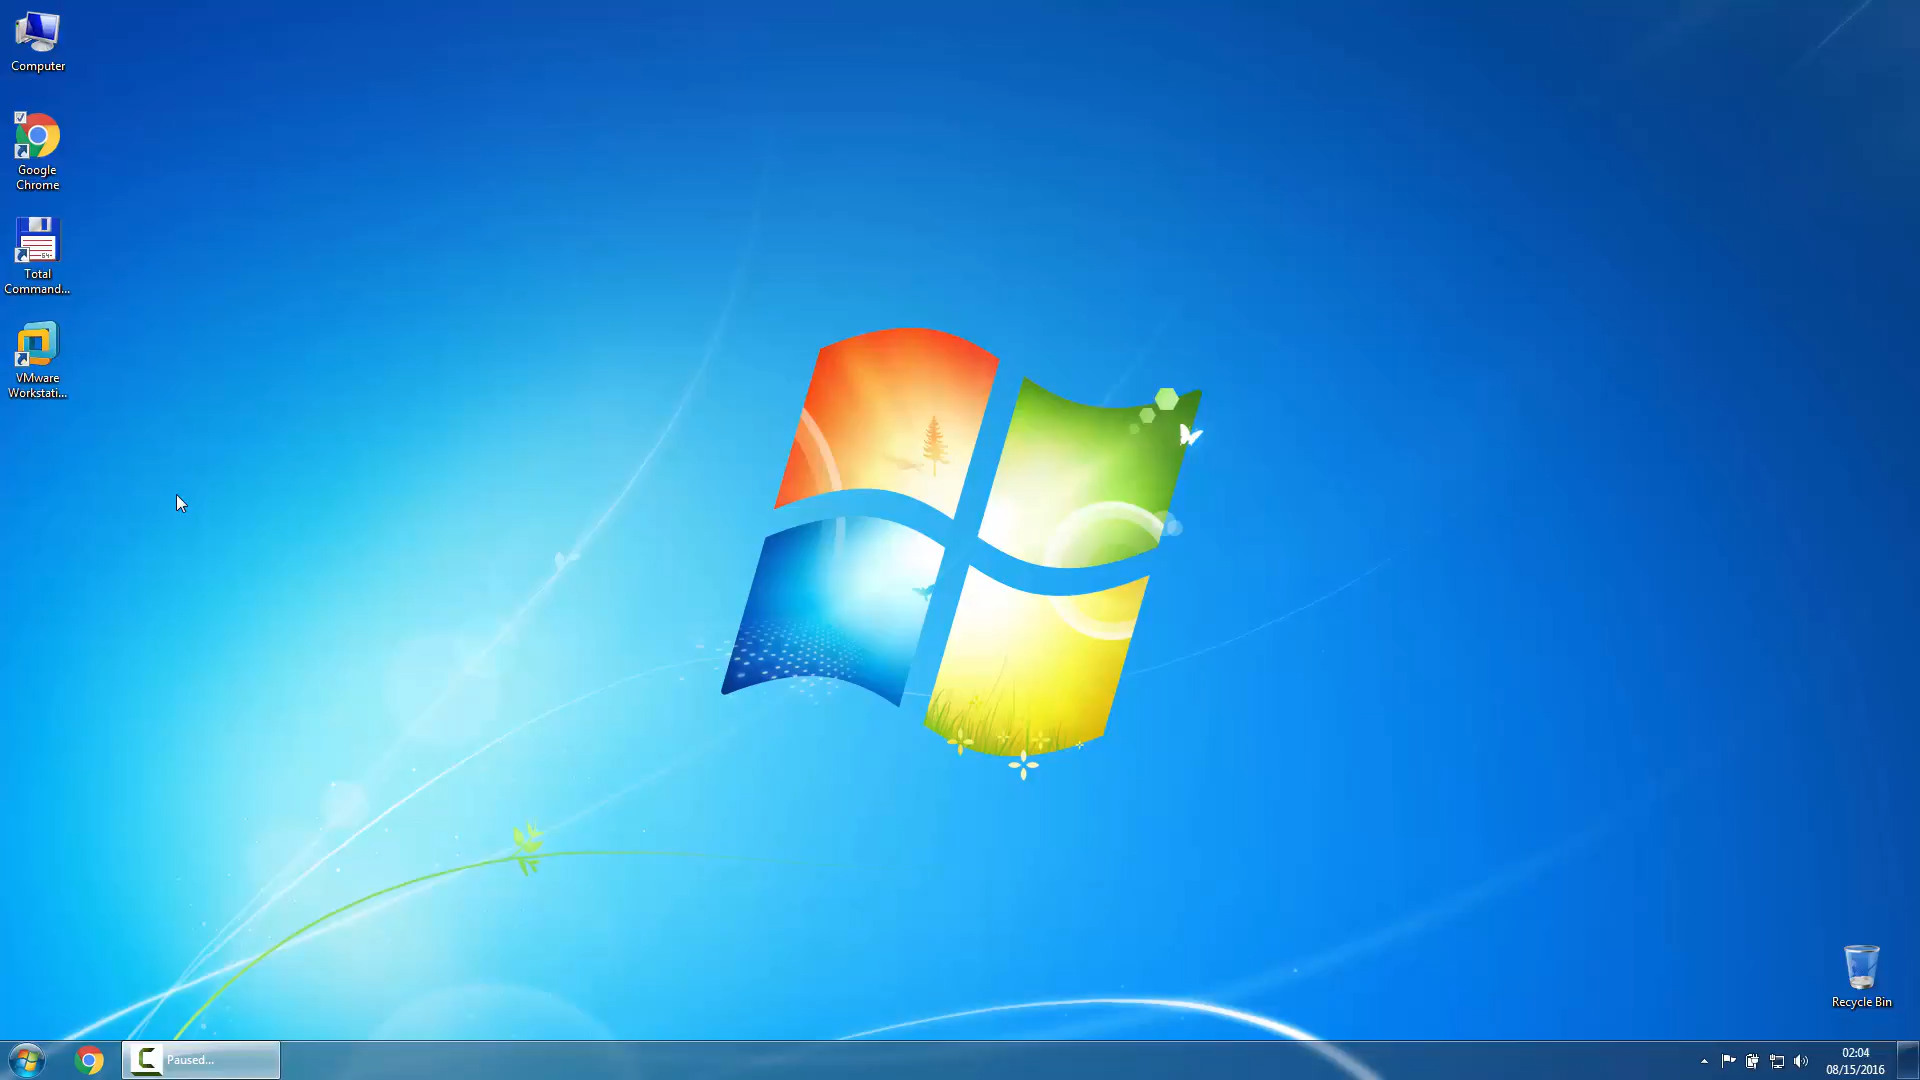 Computer
Google
Chrome
Total
Command...
VMware
Workstati...
Recycle Bin
Paused...
02:04
08/15/2016